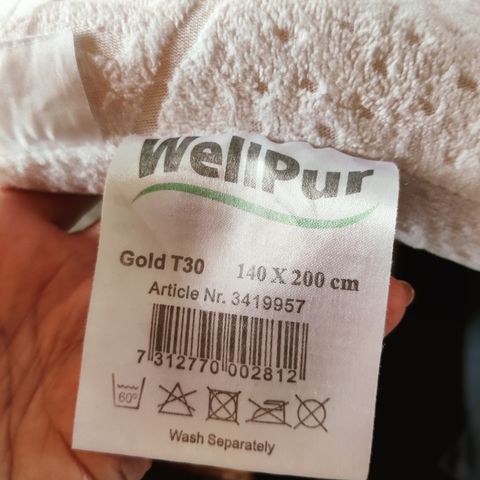 WellPur
Gold T30 140 X 200 cm
Article Nr. 3419957
7 312770 002812
60°
Wash Separately